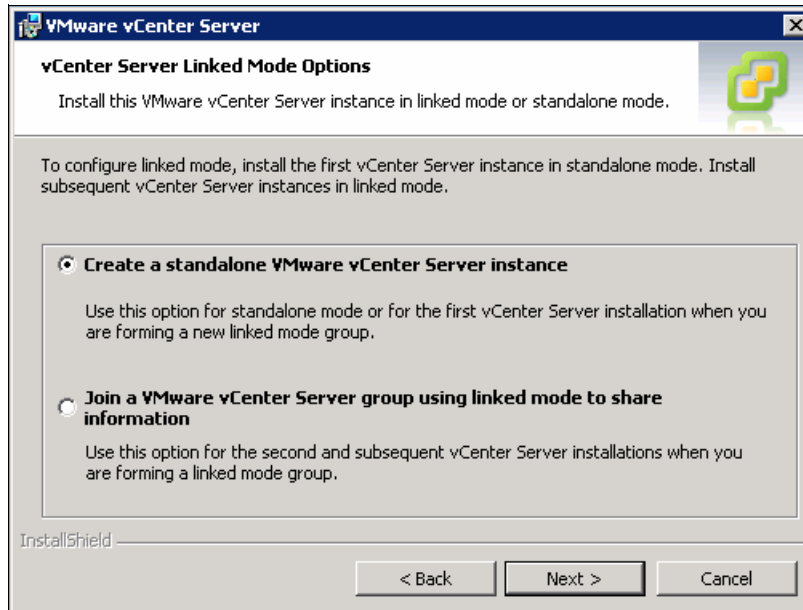 VMware vCenter Server
vCenter Server Linked Mode Options
Install this VMware vCenter Server instance in linked mode or standalone mode.
To configure linked mode, install the first vCenter Server instance in standalone mode. Install
subsequent vCenter Server instances in linked mode.
Create a standalone VMware vCenter Server instance
Use this option for standalone mode or for the first vCenter Server installation when you
are forming a new linked mode group.
Join a VMware vCenter Server group using linked mode to share
information
Use this option for the second and subsequent vCenter Server installations when you
are forming a linked mode group.
InstallShield
< Back Next > Cancel